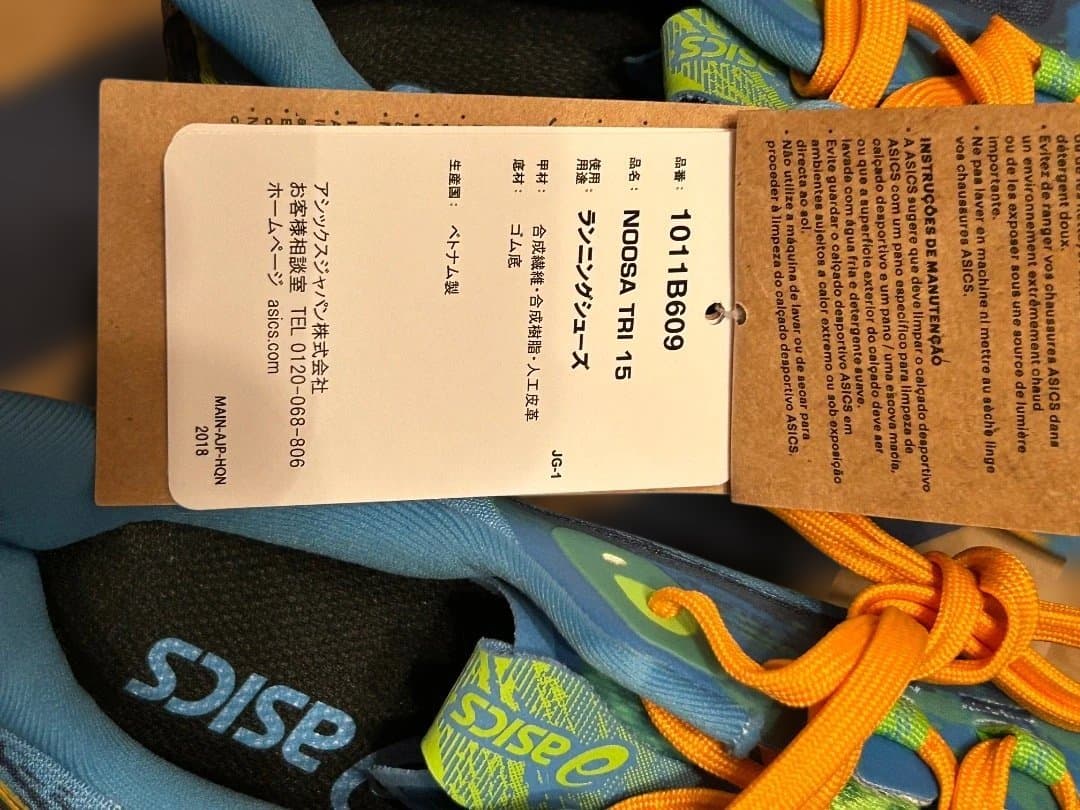 品番： 1011B609
品名： NOOSA TRI 15
使用用途： ランニングシューズ
JG-1
甲材： 合成繊維・合成樹脂・人工皮革
底材： ゴム底
生産国： ベトナム製
アシックスジャパン株式会社
お客様相談室 TEL 0120-068-806
ホームページ asics.com
MAIN-AJP-HQN
2018
détergent doux.
• Évitez de ranger vos chaussures ASICS dans
un environnement extrêmement chaud
ou de les exposer sous une source de lumière
importante.
• Ne pas laver en machine ni mettre au sèche linge
vos chaussures ASICS.
INSTRUÇÕES DE MANUTENÇÃO
• A ASICS sugere que deve limpar o calçado desportivo
ASICS com um pano específico para limpeza de
calçado desportivo e um pano / uma escova macia,
ou que a superfície exterior do calçado deve ser
lavada com água fria e detergente suave.
• Evite guardar o calçado desportivo ASICS em
ambientes sujeitos a calor extremo ou sob exposição
directa ao sol.
• Não utilize a máquina de lavar ou de secar para
proceder à limpeza do calçado desportivo ASICS.
asics
asics
asics